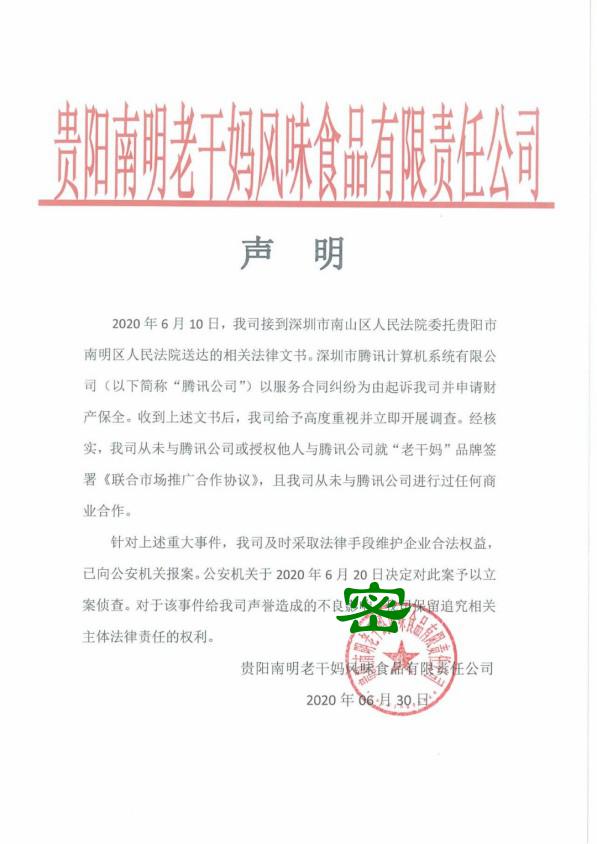 贵阳南明老干妈风味食品有限责任公司
声 明
2020 年 6 月 10 日，我司接到深圳市南山区人民法院委托贵阳市
南明区人民法院送达的相关法律文书。深圳市腾讯计算机系统有限公
司（以下简称“腾讯公司”）以服务合同纠纷为由起诉我司并申请财
产保全。收到上述文书后，我司给予高度重视并立即开展调查。经核
实，我司从未与腾讯公司或授权他人与腾讯公司就“老干妈”品牌签
署《联合市场推广合作协议》，且我司从未与腾讯公司进行过任何商
业合作。
针对上述重大事件，我司及时采取法律手段维护企业合法权益，
已向公安机关报案。公安机关于 2020 年 6 月 20 日决定对此案予以立
案侦查。对于该事件给我司声誉造成的不良 保留追究相关
密
主体法律责任的权利。
贵阳南明老干妈风味食品有限责任公司
2020 年 06 月 30 日